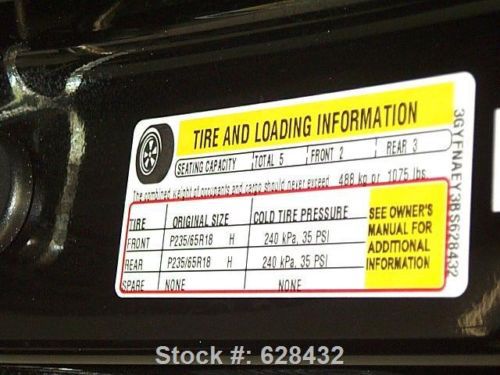 TIRE AND LOADING INFORMATION
SEATING CAPACITY TOTAL 5 FRONT 2 REAR 3
The combined weight of occupants and cargo should never exceed 488 kg or 1075 lbs.
TIRE ORIGINAL SIZE COLD TIRE PRESSURE
FRONT P235/65R18 H 240 kPa, 35 PSI
REAR P235/65R18 H 240 kPa, 35 PSI
SPARE NONE NONE
SEE OWNER'S
MANUAL FOR
ADDITIONAL
INFORMATION
3GYFNAEY3BS628432
Stock #: 628432